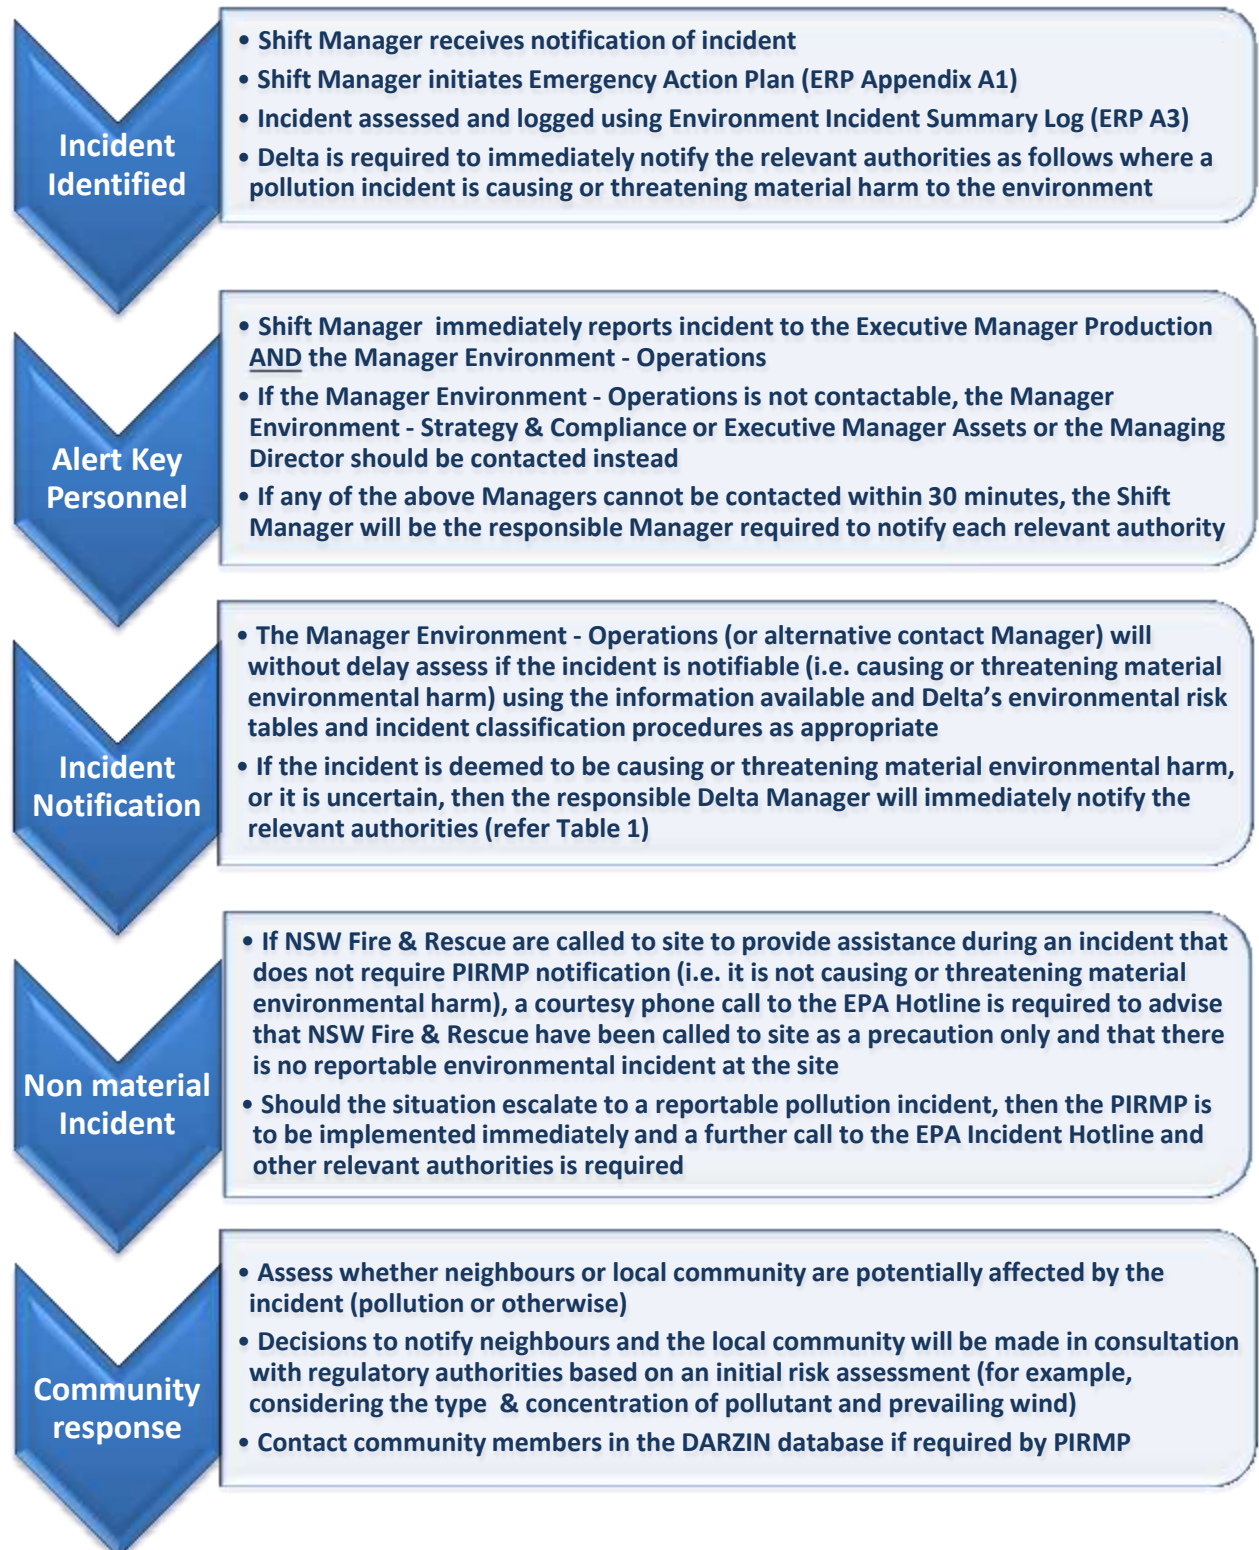 Incident
Identified
• Shift Manager receives notification of incident
• Shift Manager initiates Emergency Action Plan (ERP Appendix A1)
• Incident assessed and logged using Environment Incident Summary Log (ERP A3)
• Delta is required to immediately notify the relevant authorities as follows where a
pollution incident is causing or threatening material harm to the environment
Alert Key
Personnel
• Shift Manager immediately reports incident to the Executive Manager Production
AND the Manager Environment - Operations
• If the Manager Environment - Operations is not contactable, the Manager
Environment - Strategy & Compliance or Executive Manager Assets or the Managing
Director should be contacted instead
• If any of the above Managers cannot be contacted within 30 minutes, the Shift
Manager will be the responsible Manager required to notify each relevant authority
Incident
Notification
• The Manager Environment - Operations (or alternative contact Manager) will
without delay assess if the incident is notifiable (i.e. causing or threatening material
environmental harm) using the information available and Delta’s environmental risk
tables and incident classification procedures as appropriate
• If the incident is deemed to be causing or threatening material environmental harm,
or it is uncertain, then the responsible Delta Manager will immediately notify the
relevant authorities (refer Table 1)
Non material
Incident
• If NSW Fire & Rescue are called to site to provide assistance during an incident that
does not require PIRMP notification (i.e. it is not causing or threatening material
environmental harm), a courtesy phone call to the EPA Hotline is required to advise
that NSW Fire & Rescue have been called to site as a precaution only and that there
is no reportable environmental incident at the site
• Should the situation escalate to a reportable pollution incident, then the PIRMP is
to be implemented immediately and a further call to the EPA Incident Hotline and
other relevant authorities is required
Community
response
• Assess whether neighbours or local community are potentially affected by the
incident (pollution or otherwise)
• Decisions to notify neighbours and the local community will be made in consultation
with regulatory authorities based on an initial risk assessment (for example,
considering the type & concentration of pollutant and prevailing wind)
• Contact community members in the DARZIN database if required by PIRMP